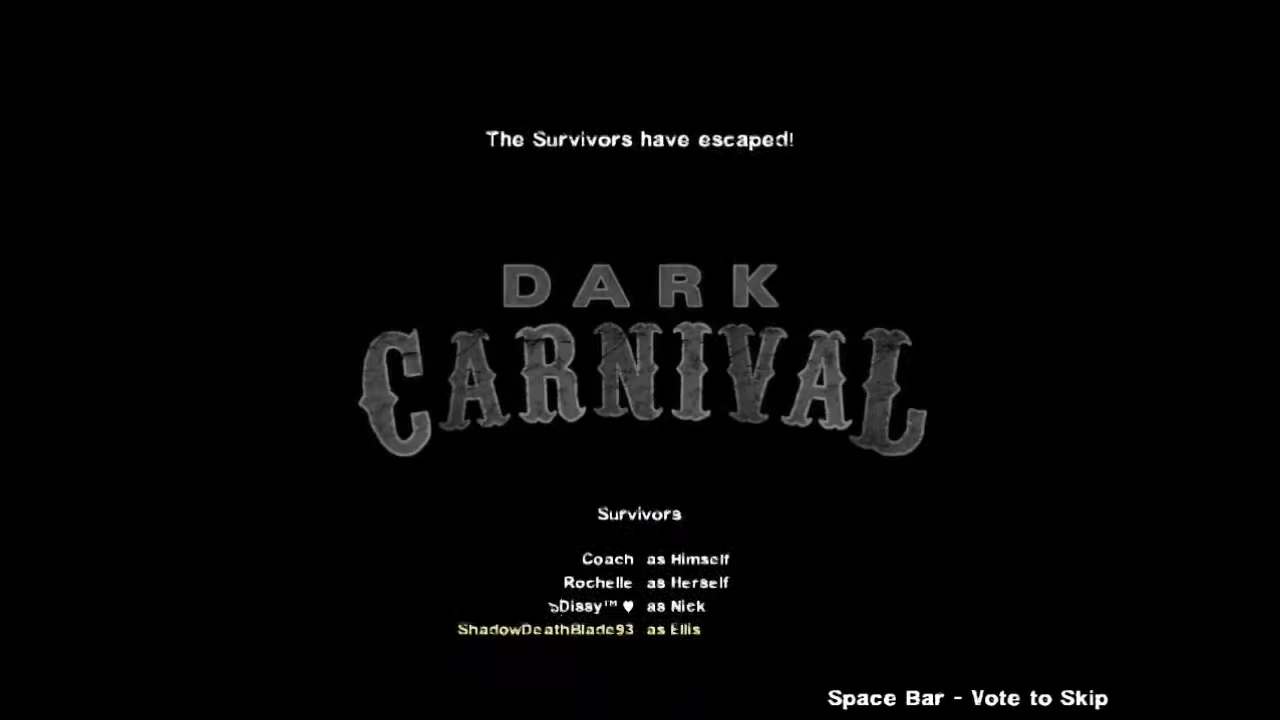 The Survivors have escaped!
DARK
CARNIVAL
Survivors
Coach as Himself
Rochelle as Herself
Dissy™ ♥ as Nick
ShadowDeathBlade93 as Ellis
Space Bar - Vote to Skip